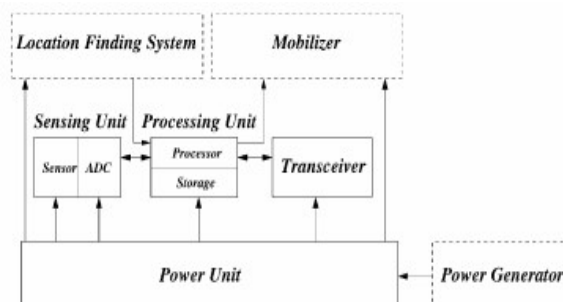 Location Finding System
Mobilizer
Sensing Unit
Processing Unit
Sensor
ADC
Processor
Storage
Transceiver
Power Unit
Power Generator